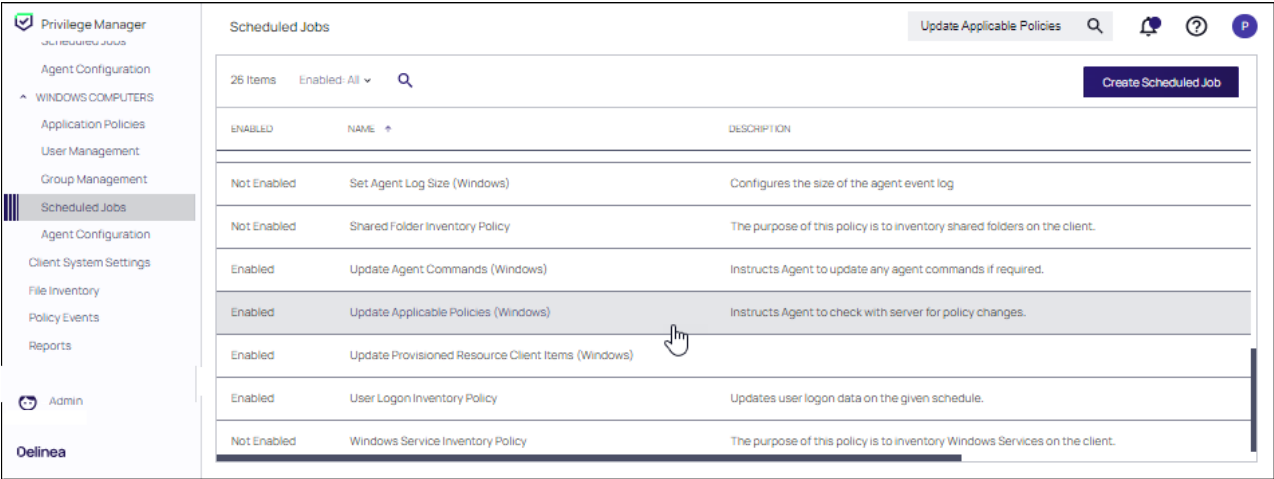 Privilege Manager
Scheduled Jobs
Agent Configuration
WINDOWS COMPUTERS
Application Policies
User Management
Group Management
Scheduled Jobs
Agent Configuration
Client System Settings
File Inventory
Policy Events
Reports
Admin
Delinea
Scheduled Jobs
Update Applicable Policies
P
26 Items Enabled: All
Create Scheduled Job
ENABLED NAME DESCRIPTION
Not Enabled Set Agent Log Size (Windows) Configures the size of the agent event log
Not Enabled Shared Folder Inventory Policy The purpose of this policy is to inventory shared folders on the client.
Enabled Update Agent Commands (Windows) Instructs Agent to update any agent commands if required.
Enabled Update Applicable Policies (Windows) Instructs Agent to check with server for policy changes.
Enabled Update Provisioned Resource Client Items (Windows)
Enabled User Logon Inventory Policy Updates user logon data on the given schedule.
Not Enabled Windows Service Inventory Policy The purpose of this policy is to inventory Windows Services on the client.